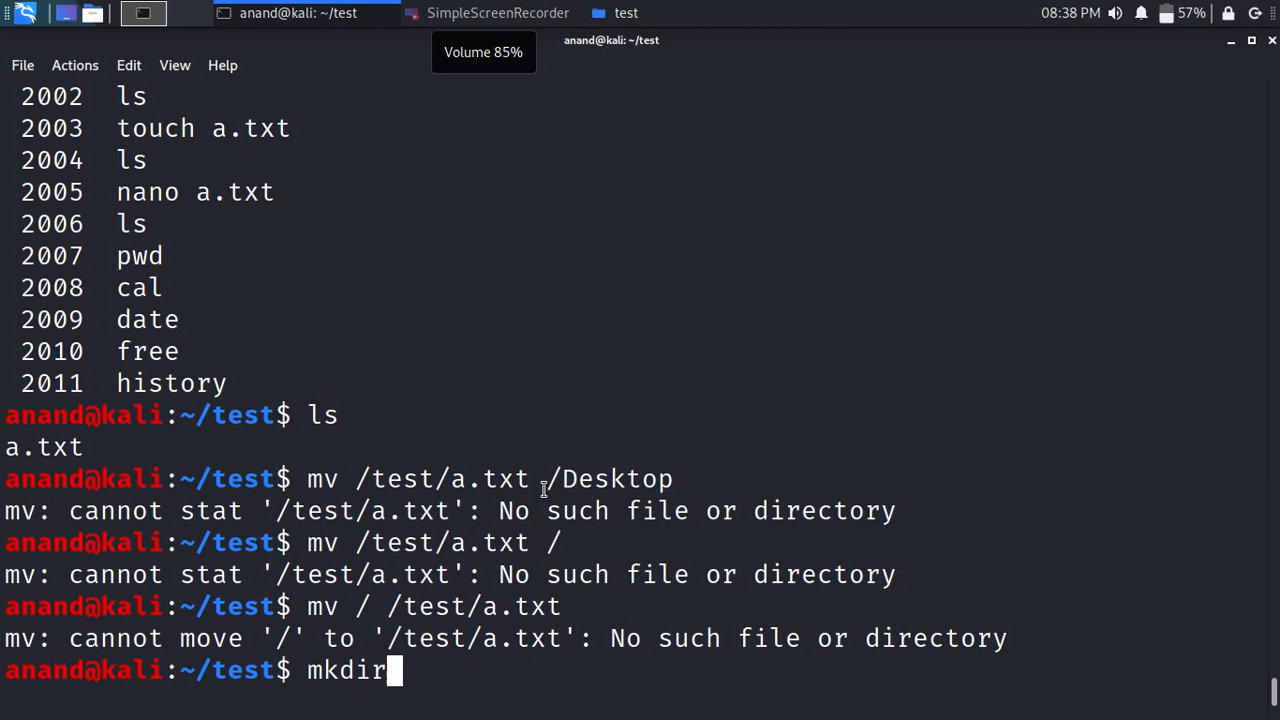 anand@kali: ~/test SimpleScreenRecorder test 08:38 PM 57%
anand@kali: ~/test
Volume 85%
File Actions Edit View Help
2002 ls
2003 touch a.txt
2004 ls
2005 nano a.txt
2006 ls
2007 pwd
2008 cal
2009 date
2010 free
2011 history
anand@kali:~/test$ ls
a.txt
anand@kali:~/test$ mv /test/a.txt /Desktop
mv: cannot stat '/test/a.txt': No such file or directory
anand@kali:~/test$ mv /test/a.txt /
mv: cannot stat '/test/a.txt': No such file or directory
anand@kali:~/test$ mv / /test/a.txt
mv: cannot move '/' to '/test/a.txt': No such file or directory
anand@kali:~/test$ mkdir